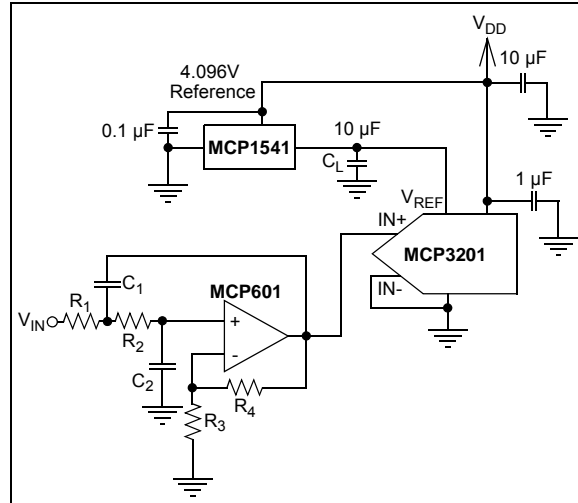 V_DD
10 µF
4.096V
Reference
0.1 µF
MCP1541
10 µF
C_L
1 µF
V_REF
IN+
MCP3201
IN-
C_1
MCP601
V_IN
R_1
R_2
+
-
C_2
R_4
R_3